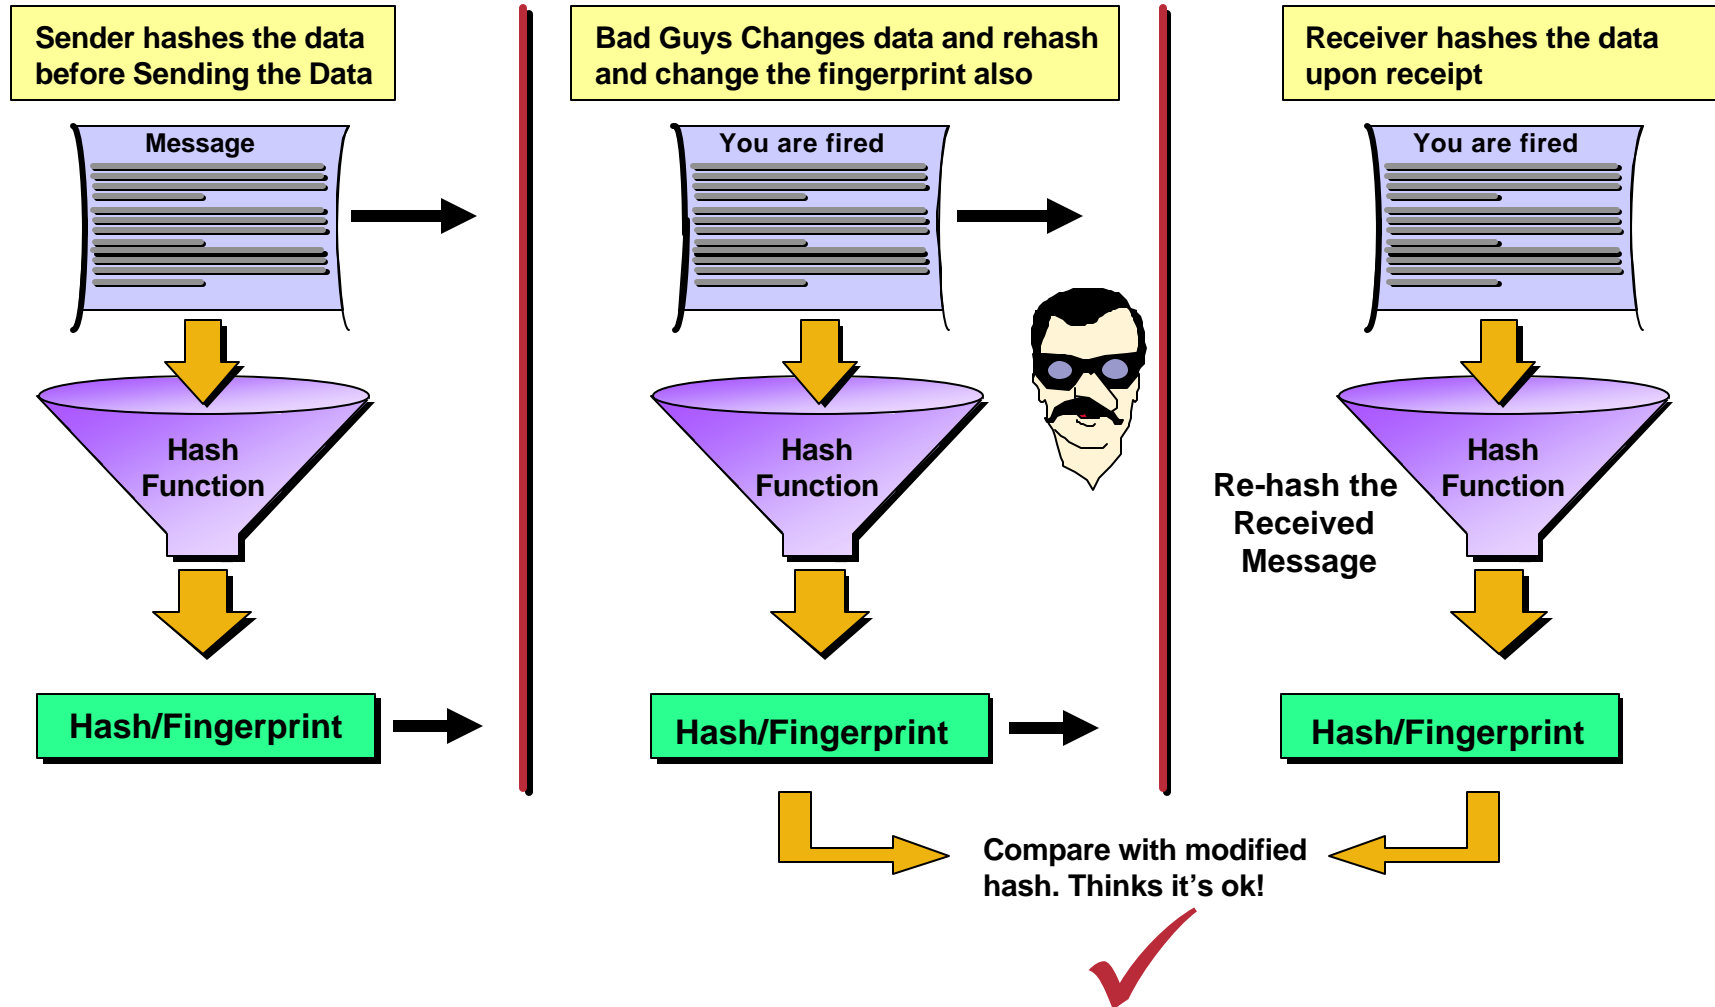 Sender hashes the data
before Sending the Data
Message
Hash
Function
Hash/Fingerprint
Bad Guys Changes data and rehash
and change the fingerprint also
You are fired
Hash
Function
Hash/Fingerprint
Receiver hashes the data
upon receipt
You are fired
Re-hash the
Received
Message
Hash
Function
Hash/Fingerprint
Compare with modified
hash. Thinks it's ok!